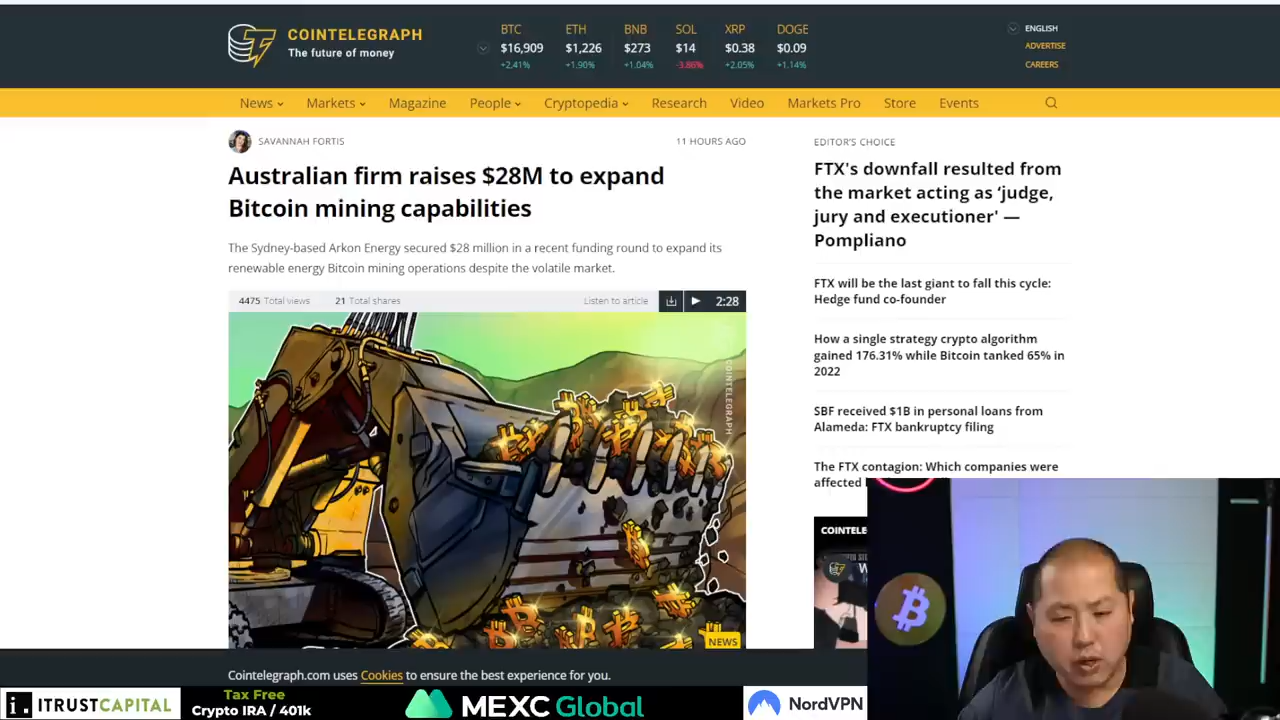 COINTELEGRAPH
The future of money
BTC
$16,909
+2.41%
ETH
$1,226
+1.90%
BNB
$273
+1.04%
SOL
$14
-3.86%
XRP
$0.38
+2.05%
DOGE
$0.09
+1.14%
ENGLISH
ADVERTISE
CAREERS
News
Markets
Magazine
People
Cryptopedia
Research
Video
Markets Pro
Store
Events
SAVANNAH FORTIS
11 HOURS AGO
Australian firm raises $28M to expand
Bitcoin mining capabilities
The Sydney-based Arkon Energy secured $28 million in a recent funding round to expand its
renewable energy Bitcoin mining operations despite the volatile market.
4475 Total views
21 Total shares
Listen to article
2:28
COINTELEGRAPH
NEWS
EDITOR'S CHOICE
FTX's downfall resulted from
the market acting as ‘judge,
jury and executioner' —
Pompliano
FTX will be the last giant to fall this cycle:
Hedge fund co-founder
How a single strategy crypto algorithm
gained 176.31% while Bitcoin tanked 65% in
2022
SBF received $1B in personal loans from
Alameda: FTX bankruptcy filing
The FTX contagion: Which companies were
affected
COINTELE
Cointelegraph.com uses Cookies to ensure the best experience for you.
i. ITRUSTCAPITAL
Tax Free
Crypto IRA / 401k
MEXC Global
NordVPN